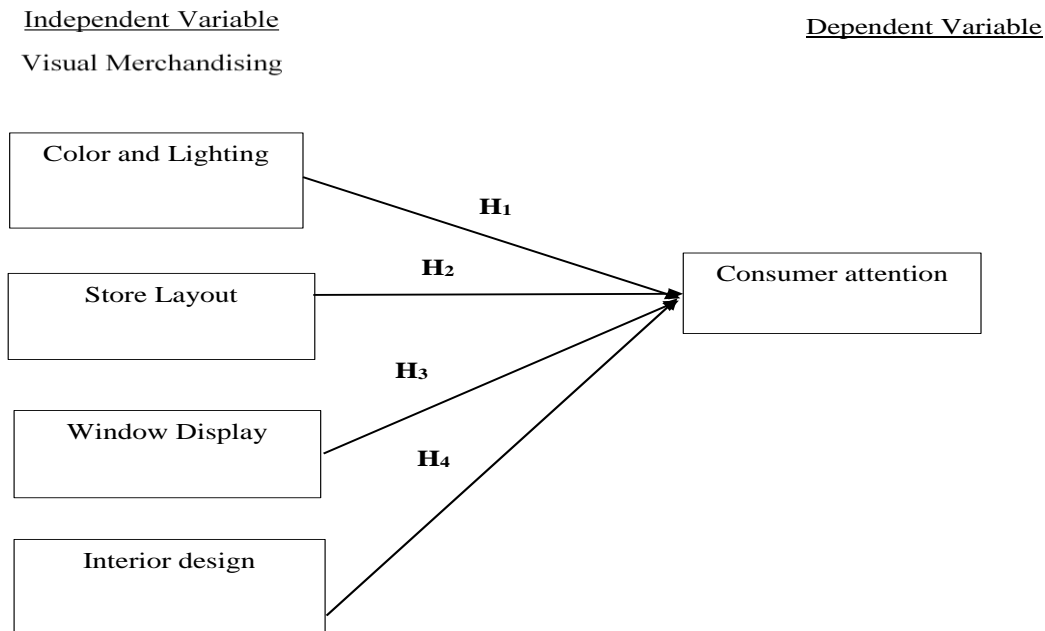 Independent Variable
Dependent Variable
Visual Merchandising
Color and Lighting
H₁
H₂
Consumer attention
Store Layout
H₃
Window Display
H₄
Interior design